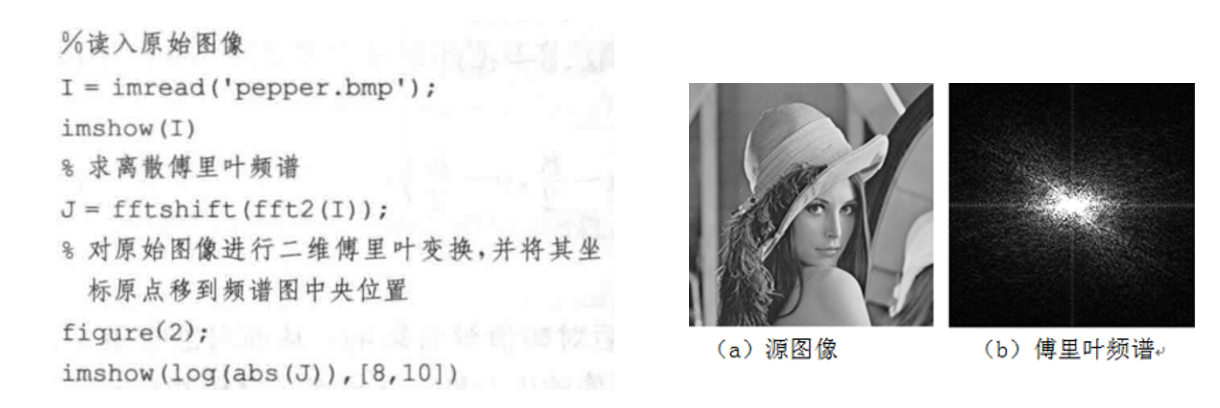 %读入原始图像
I = imread('pepper.bmp');
imshow(I)
% 求离散傅里叶频谱
J = fftshift(fft2(I));
% 对原始图像进行二维傅里叶变换,并将其坐
标原点移到频谱图中央位置
figure(2);
imshow(log(abs(J)),[8,10])
（a）源图像
（b）傅里叶频谱